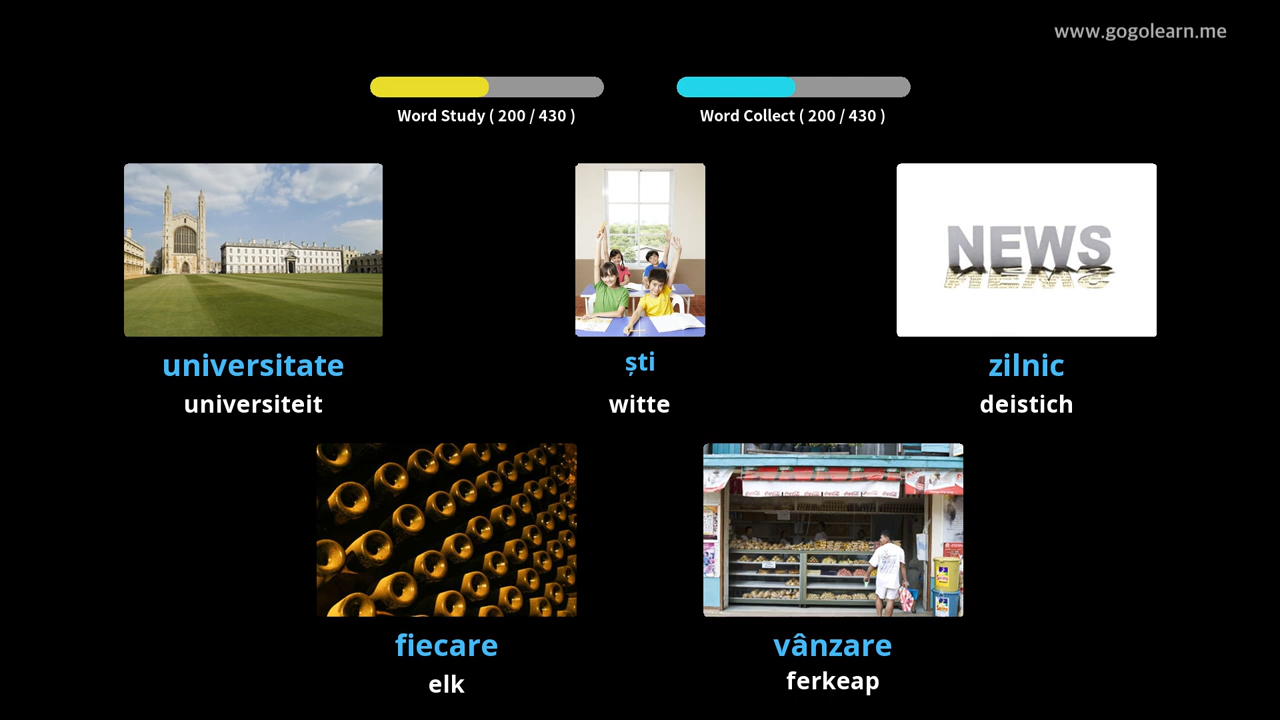 www.gogolearn.me
Word Study ( 200 / 430 )
Word Collect ( 200 / 430 )
NEWS
universitate
universiteit
ști
witte
zilnic
deistich
fiecare
elk
vânzare
ferkeap